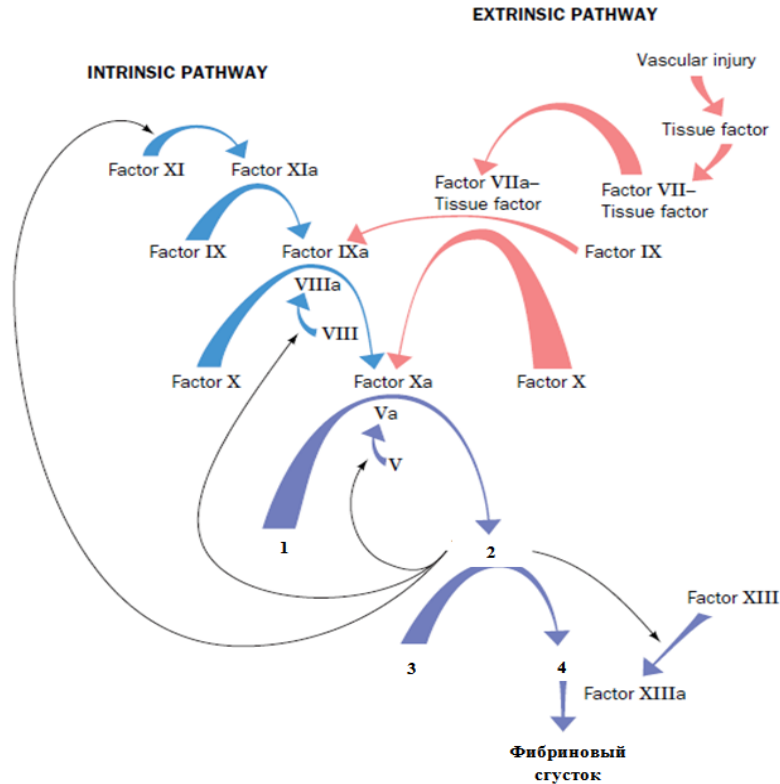 EXTRINSIC PATHWAY
INTRINSIC PATHWAY
Vascular injury
Tissue factor
Factor XI
Factor XIa
Factor VIIa–
Tissue factor
Factor VII–
Tissue factor
Factor IX
Factor IXa
Factor IX
VIIIa
VIII
Factor X
Factor Xa
Factor X
Va
V
1
2
Factor XIII
3
4
Factor XIIIa
Фибриновый
сгусток